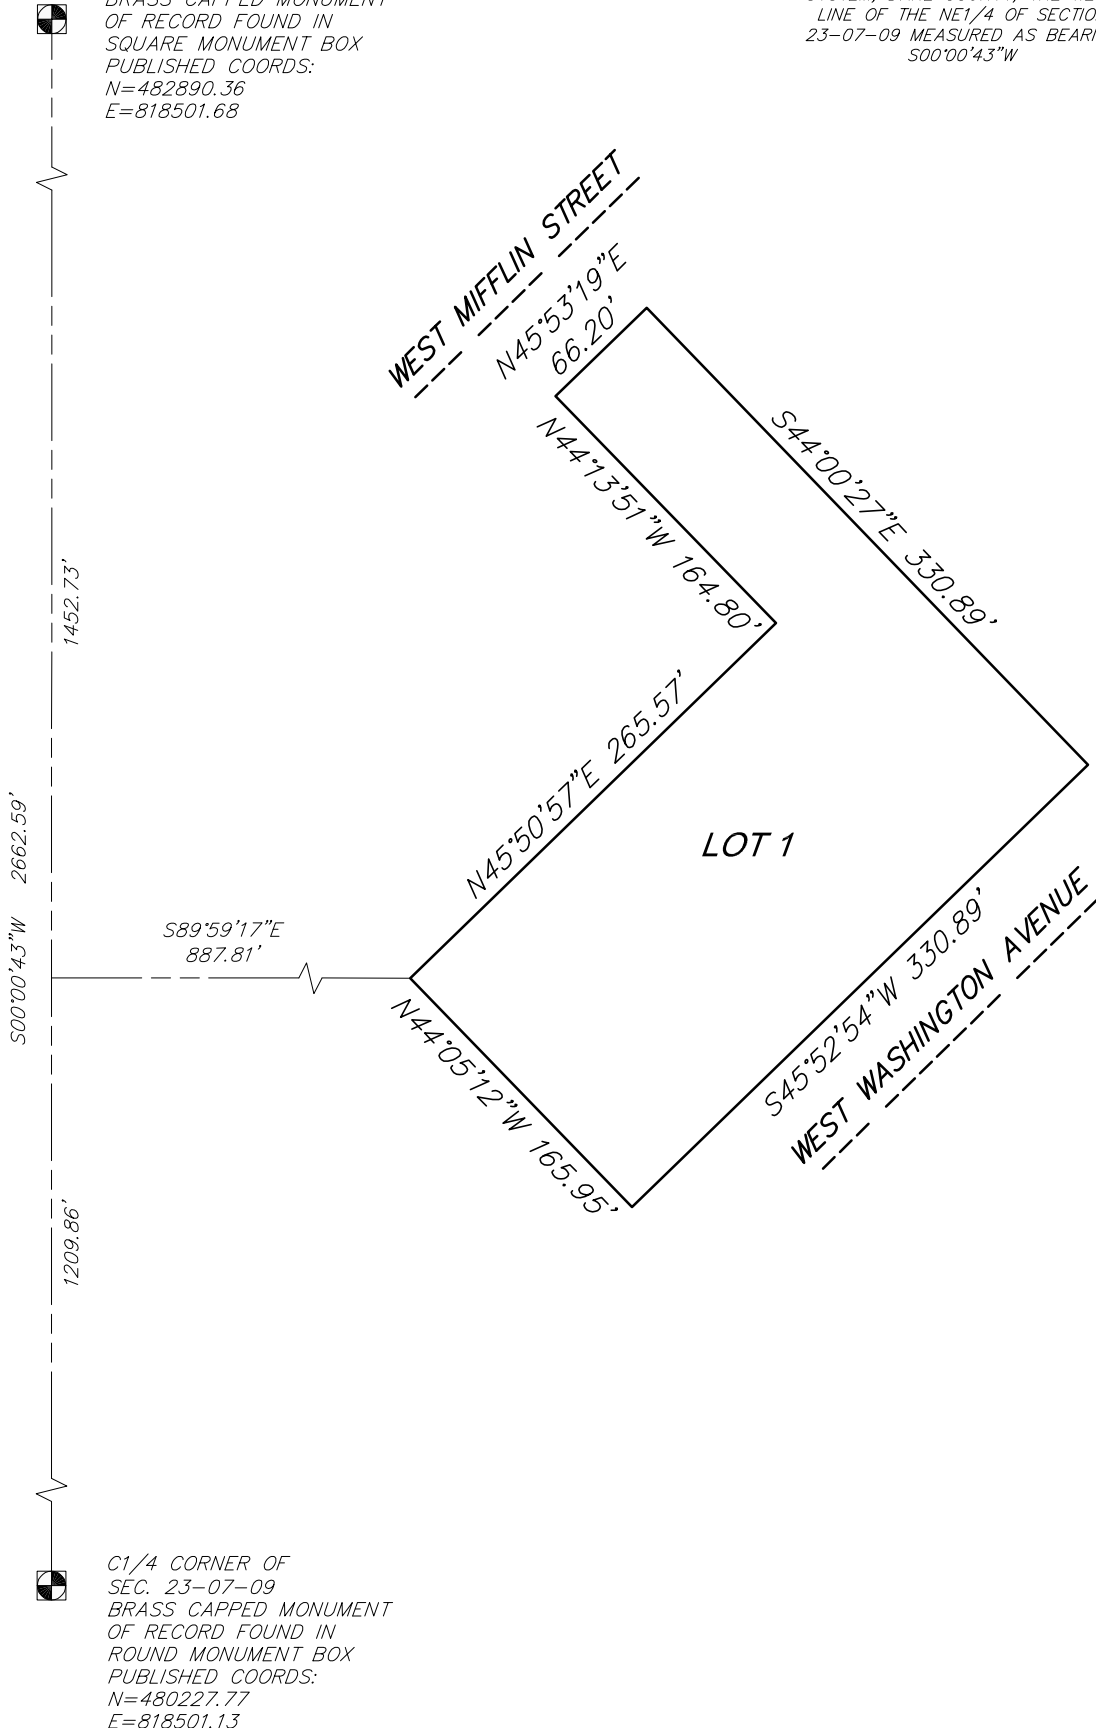 OF RECORD FOUND IN
SQUARE MONUMENT BOX
PUBLISHED COORDS:
N=482890.36
E=818501.68
LINE OF THE NE1/4 OF
23-07-09 MEASURED AS
S00°00'43"W
WEST MIFFLIN STREET
N45°53'19"E
66.20'
N44°13'51"W 164.80'
S44°00'27"E 330.89'
1452.73'
N45°50'57"E 265.57'
LOT 1
S00°00'43"W 2662.59'
S89°59'17"E
887.81'
N44°05'12"W 165.95'
S45°52'54"W 330.89'
WEST WASHINGTON AVENUE
1209.86'
C1/4 CORNER OF
SEC. 23-07-09
BRASS CAPPED MONUMENT
OF RECORD FOUND IN
ROUND MONUMENT BOX
PUBLISHED COORDS:
N=480227.77
E=818501.13